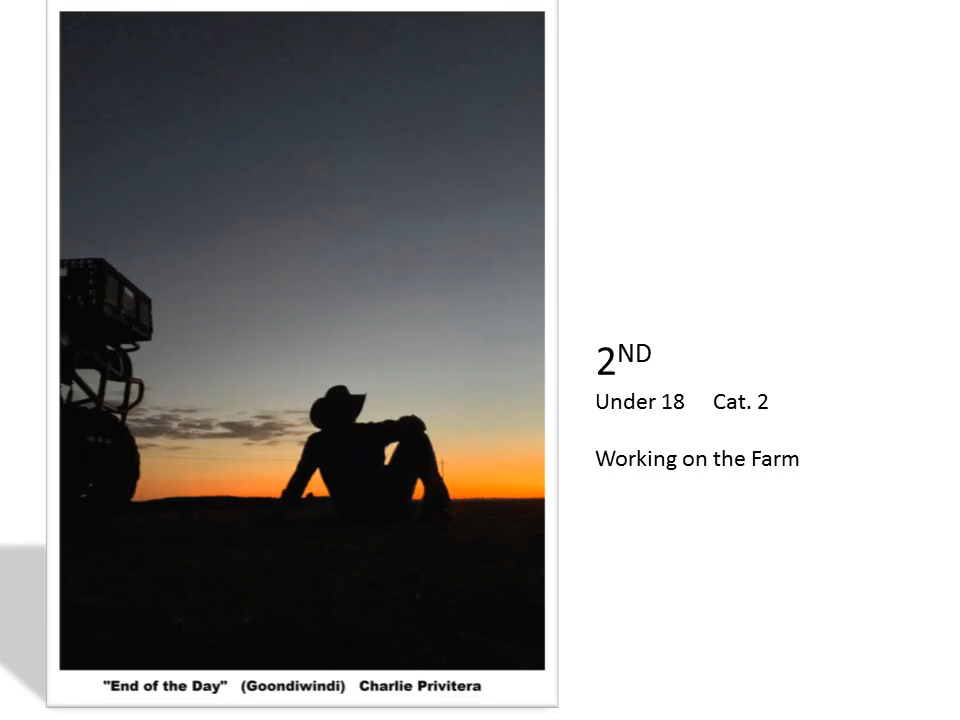 2ND
Under 18 Cat. 2
Working on the Farm
"End of the Day" (Goondiwindi) Charlie Privitera